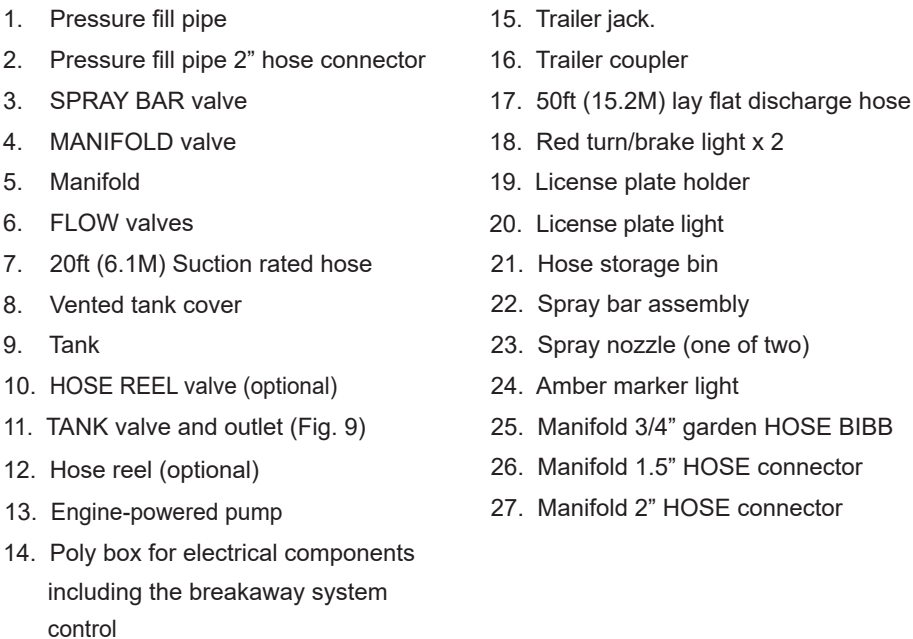 1. Pressure fill pipe
2. Pressure fill pipe 2” hose connector
3. SPRAY BAR valve
4. MANIFOLD valve
5. Manifold
6. FLOW valves
7. 20ft (6.1M) Suction rated hose
8. Vented tank cover
9. Tank
10. HOSE REEL valve (optional)
11. TANK valve and outlet (Fig. 9)
12. Hose reel (optional)
13. Engine-powered pump
14. Poly box for electrical components
including the breakaway system
control
15. Trailer jack.
16. Trailer coupler
17. 50ft (15.2M) lay flat discharge hose
18. Red turn/brake light x 2
19. License plate holder
20. License plate light
21. Hose storage bin
22. Spray bar assembly
23. Spray nozzle (one of two)
24. Amber marker light
25. Manifold 3/4” garden HOSE BIBB
26. Manifold 1.5” HOSE connector
27. Manifold 2” HOSE connector